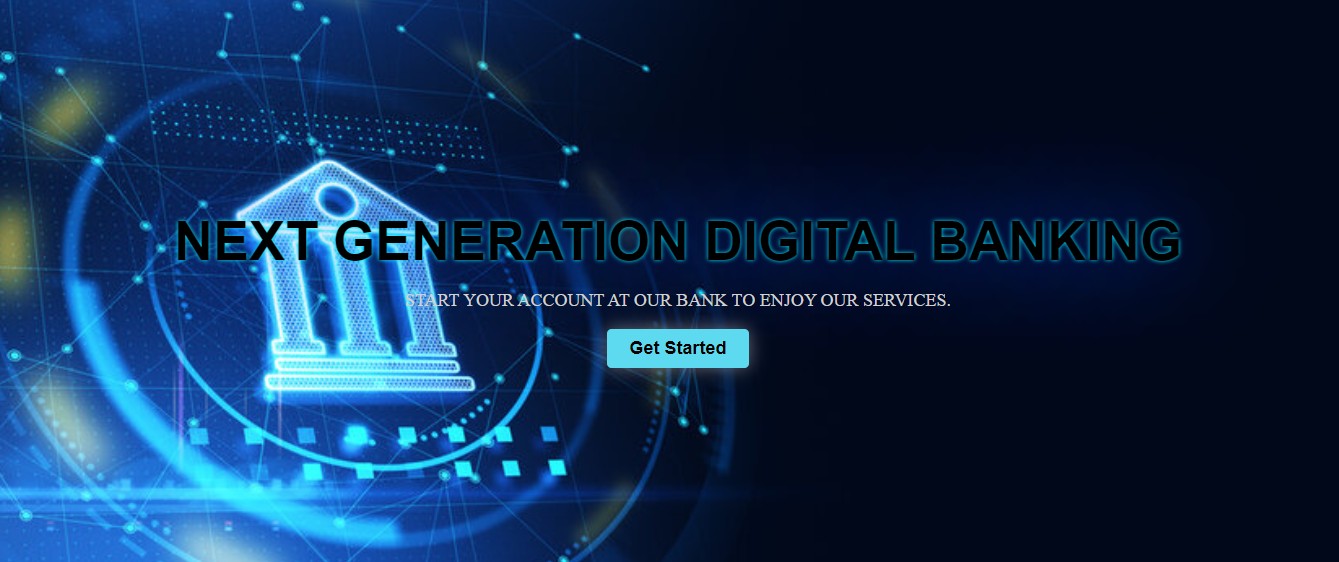 NEXT GENERATION DIGITAL BANKING
START YOUR ACCOUNT AT OUR BANK TO ENJOY OUR SERVICES.
Get Started